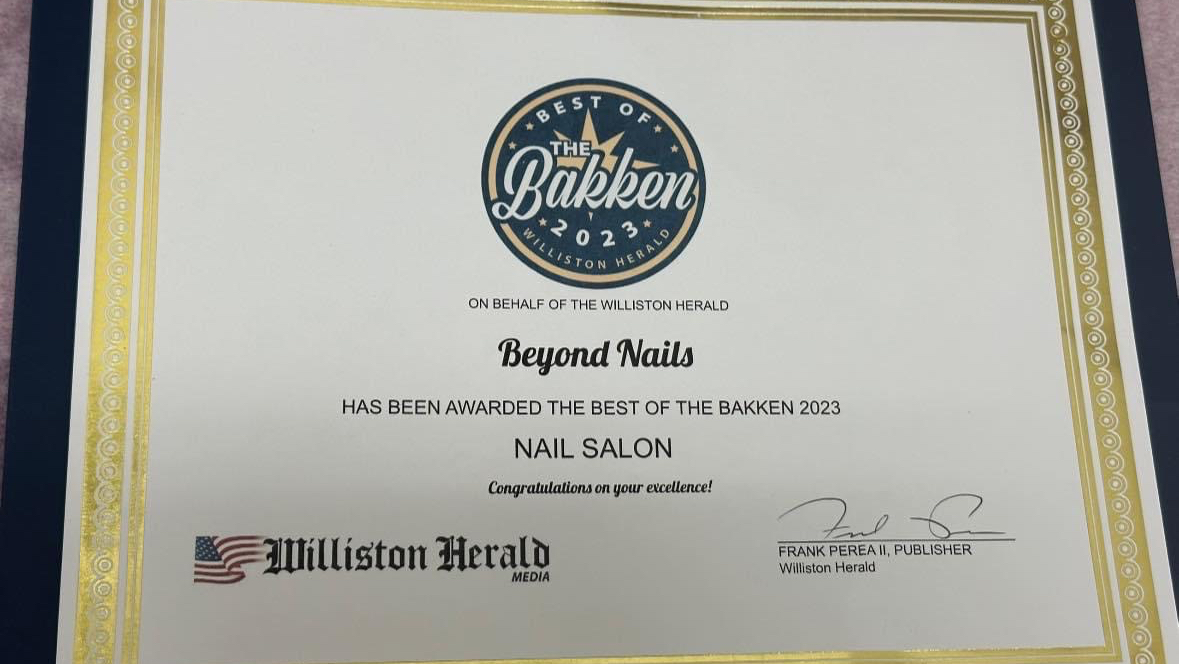 BEST OF
THE
Bakken
2023
WILLISTON HERALD
ON BEHALF OF THE WILLISTON HERALD
Beyond Nails
HAS BEEN AWARDED THE BEST OF THE BAKKEN 2023
NAIL SALON
Congratulations on your excellence!
Williston Herald
MEDIA
FRANK PEREA II, PUBLISHER
Williston Herald